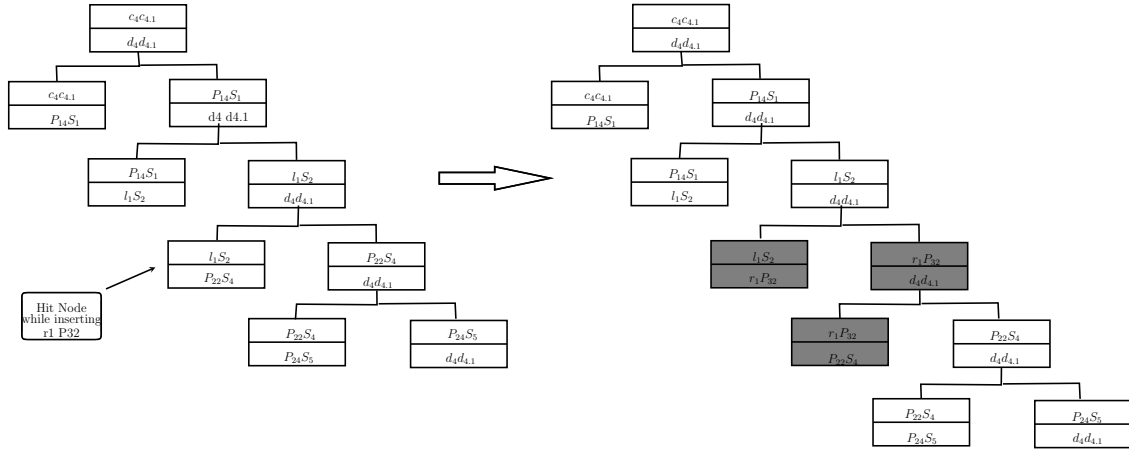 c₄c₄.₁
d₄d₄.₁
c₄c₄.₁
P₁₄S₁
P₁₄S₁
d4 d4.1
P₁₄S₁
l₁S₂
l₁S₂
d₄d₄.₁
l₁S₂
P₂₂S₄
P₂₂S₄
d₄d₄.₁
P₂₂S₄
P₂₄S₅
P₂₄S₅
d₄d₄.₁
Hit Node
while inserting
r1 P32
c₄c₄.₁
d₄d₄.₁
c₄c₄.₁
P₁₄S₁
P₁₄S₁
d₄d₄.₁
P₁₄S₁
l₁S₂
l₁S₂
d₄d₄.₁
l₁S₂
r₁P₃₂
r₁P₃₂
d₄d₄.₁
r₁P₃₂
P₂₂S₄
P₂₂S₄
d₄d₄.₁
P₂₂S₄
P₂₄S₅
P₂₄S₅
d₄d₄.₁